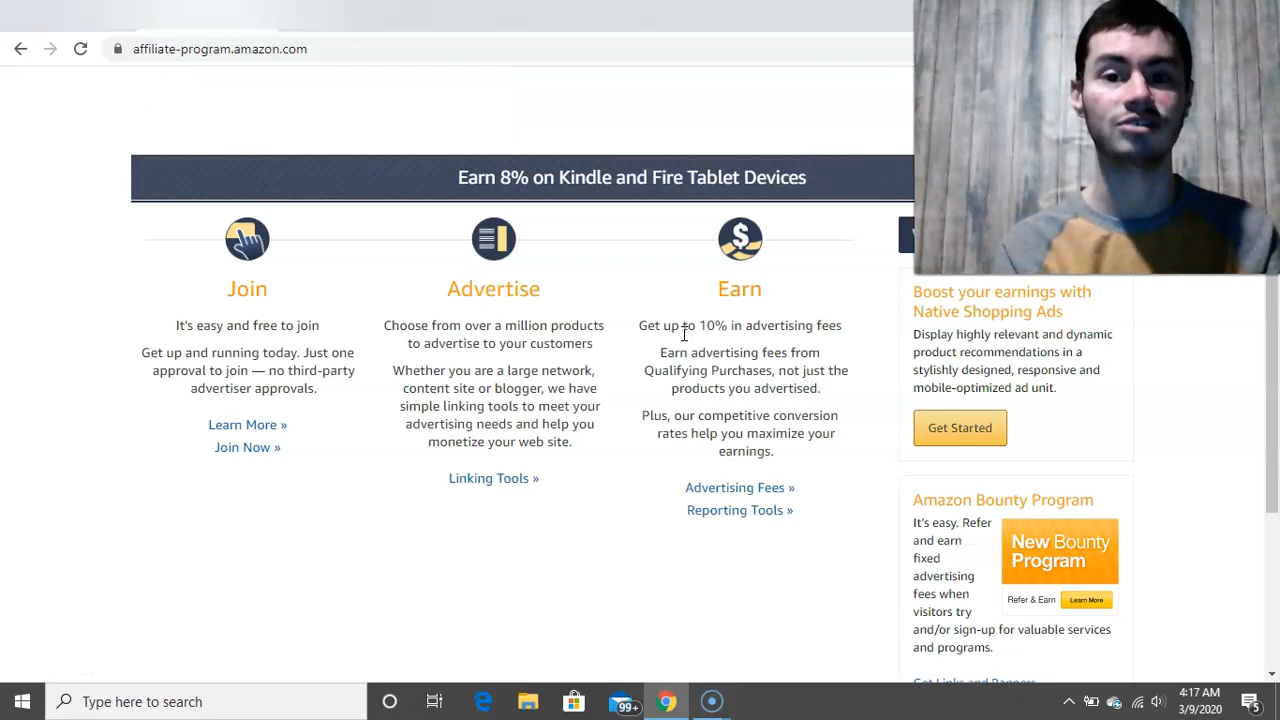 affiliate-program.amazon.com
Earn 8% on Kindle and Fire Tablet Devices
Join
It's easy and free to join
Get up and running today. Just one
approval to join — no third-party
advertiser approvals.
Learn More »
Join Now »
Advertise
Choose from over a million products
to advertise to your customers
Whether you are a large network,
content site or blogger, we have
simple linking tools to meet your
advertising needs and help you
monetize your web site.
Linking Tools »
Earn
Get up to 10% in advertising fees
Earn advertising fees from
Qualifying Purchases, not just the
products you advertised.
Plus, our competitive conversion
rates help you maximize your
earnings.
Advertising Fees »
Reporting Tools »
Boost your earnings with
Native Shopping Ads
Display highly relevant and dynamic
product recommendations in a
stylishly designed, responsive and
mobile-optimized ad unit.
Get Started
Amazon Bounty Program
It's easy. Refer
and earn
fixed
advertising
fees when
visitors try
and/or sign-up for valuable services
and programs.
New Bounty
Program
Refer & Earn
Learn More
Get Links and Banners
Type here to search
99+
4:17 AM
3/9/2020
5